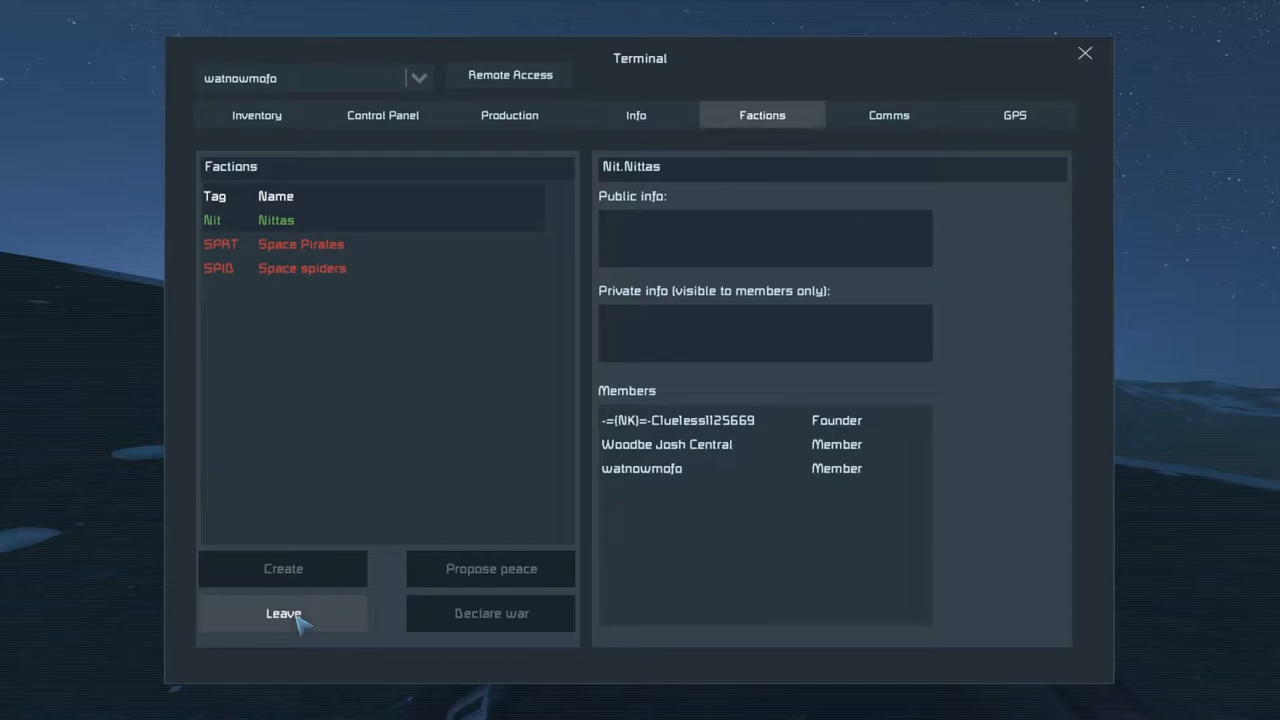 Terminal
watnowmofo
Remote Access
Inventory
Control Panel
Production
Info
Factions
Comms
GPS
Factions
Tag Name
Nit Nittas
SPRT Space Pirates
SPID Space spiders
Create
Propose peace
Leave
Declare war
Nit.Nittas
Public info:
Private info (visible to members only):
Members
-=(NK)=-Clueless1125669 Founder
Woodbe Josh Central Member
watnowmofo Member